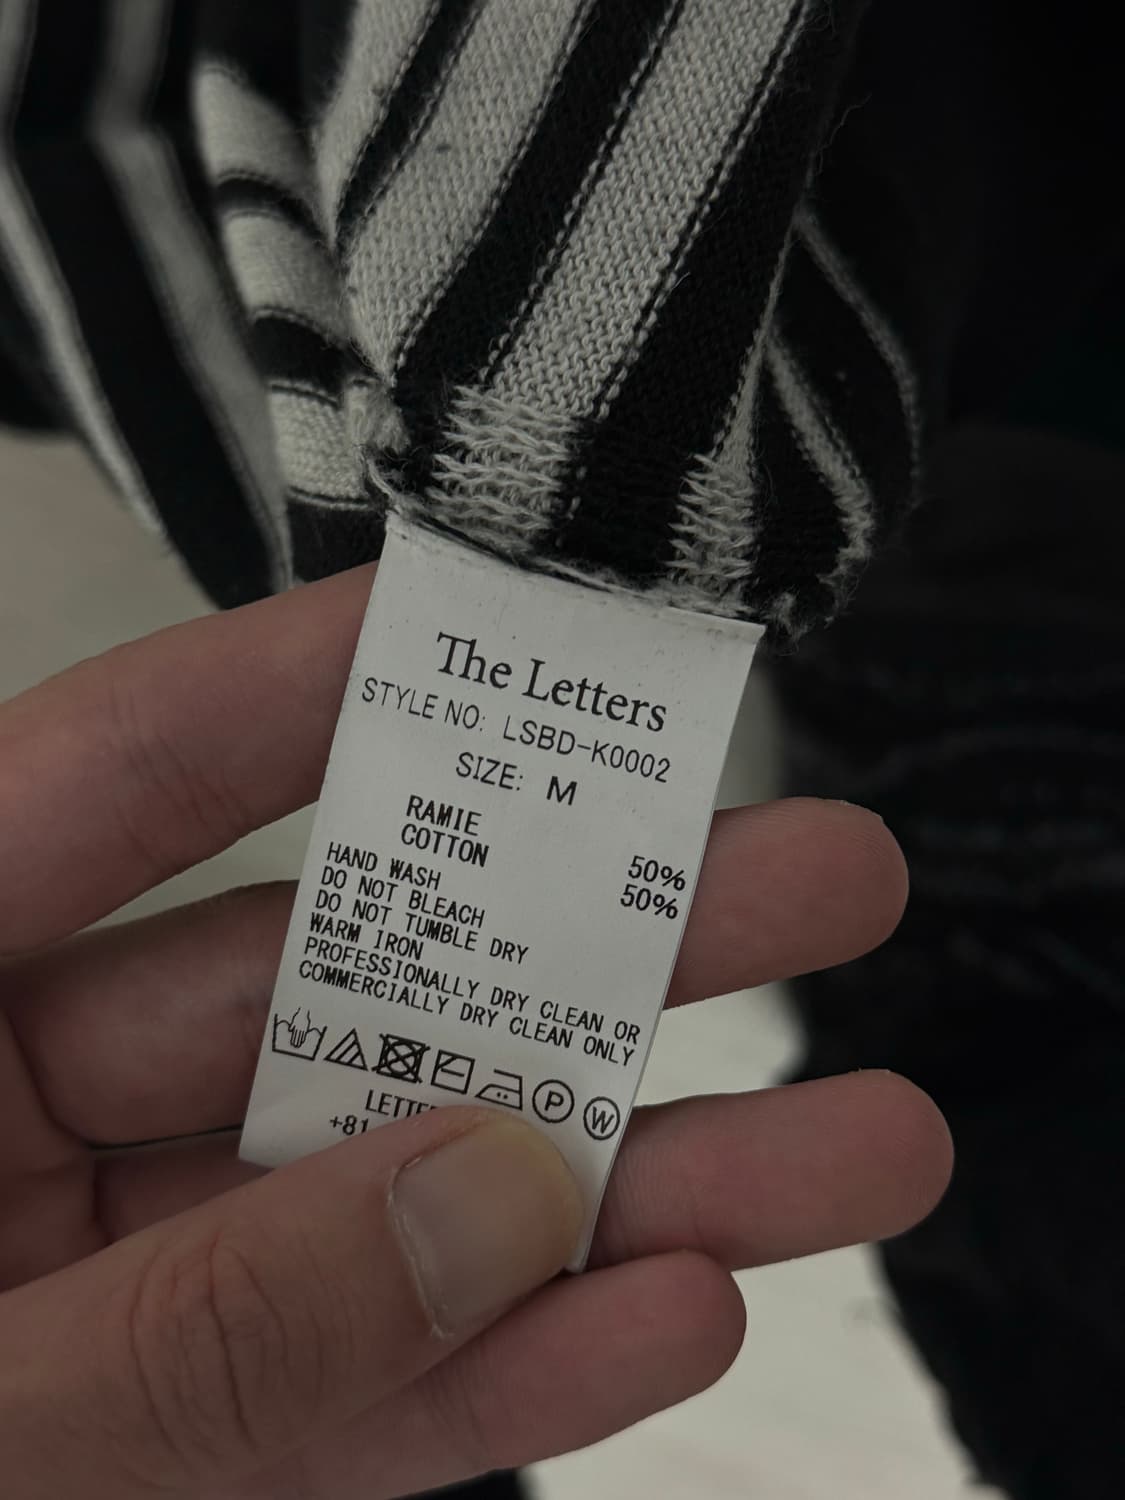 The Letters
STYLE NO: LSBD-K0002
SIZE: M
RAMIE 50%
COTTON 50%
HAND WASH
DO NOT BLEACH
DO NOT TUMBLE DRY
WARM IRON
PROFESSIONALLY DRY CLEAN OR
COMMERCIALLY DRY CLEAN ONLY
P W
+81